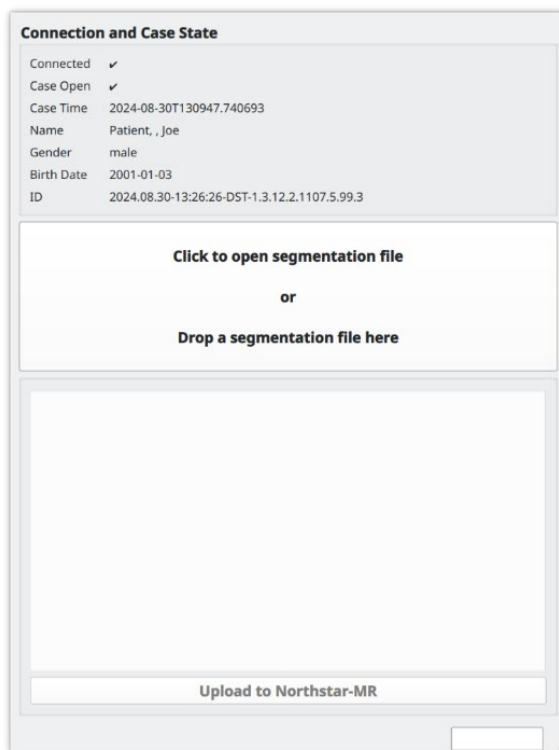 Connection and Case State
Connected ✔
Case Open ✔
Case Time 2024-08-30T130947.740693
Name Patient, , Joe
Gender male
Birth Date 2001-01-03
ID 2024.08.30-13:26:26-DST-1.3.12.2.1107.5.99.3
Click to open segmentation file
or
Drop a segmentation file here
Upload to Northstar-MR